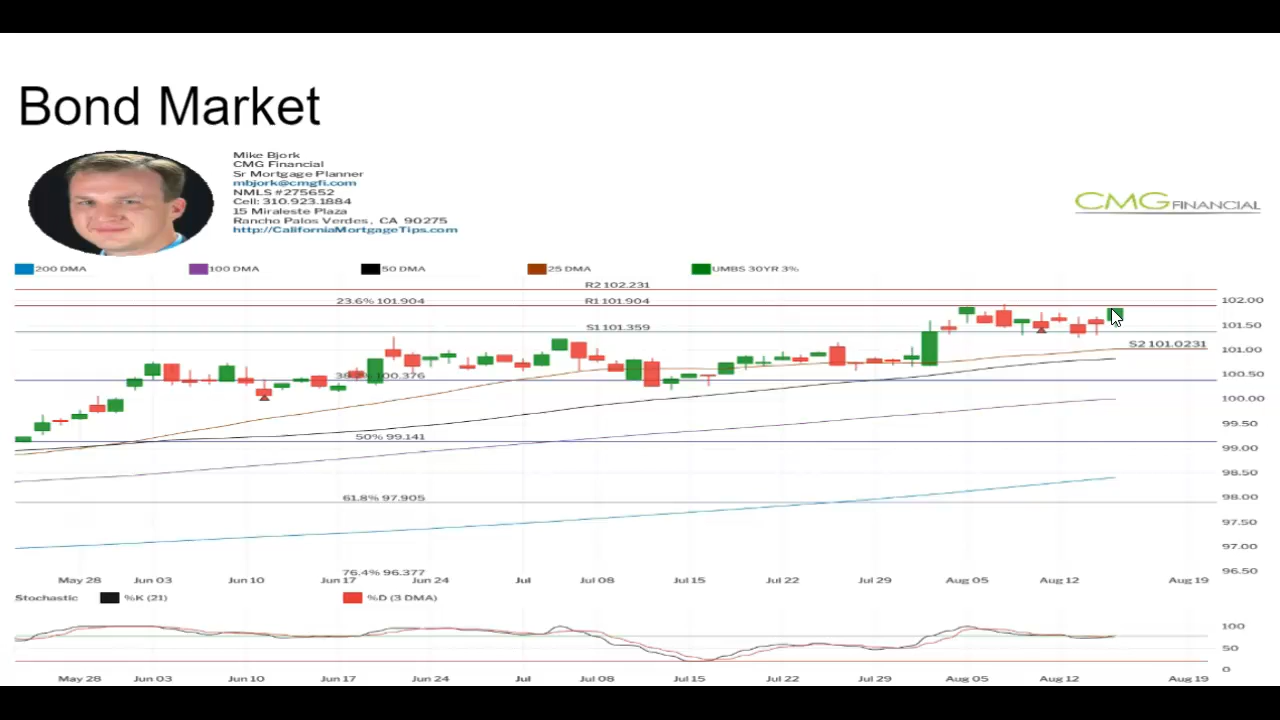 Bond Market
Mike Bjork
CMG Financial
Sr Mortgage Planner
mbjork@cmgfi.com
NMLS #275652
Cell: 310.923.1884
15 Miraleste Plaza
Rancho Palos Verdes, CA 90275
http://CaliforniaMortgageTips.com
CMG FINANCIAL
200 DMA 100 DMA 50 DMA 25 DMA UMBS 30YR 3%
R2 102.231
23.6% 101.904 R1 101.904 102.00
S1 101.359 101.50
S2 101.0231
101.00
38.2% 100.376 100.50
100.00
99.50
50% 99.141 99.00
98.50
61.8% 97.905 98.00
97.50
97.00
76.4% 96.377 96.50
May 28 Jun 03 Jun 10 Jun 17 Jun 24 Jul Jul 08 Jul 15 Jul 22 Jul 29 Aug 05 Aug 12 Aug 19
Stochastic %K (21) %D (3 DMA)
100
50
0
May 28 Jun 03 Jun 10 Jun 17 Jun 24 Jul Jul 08 Jul 15 Jul 22 Jul 29 Aug 05 Aug 12 Aug 19